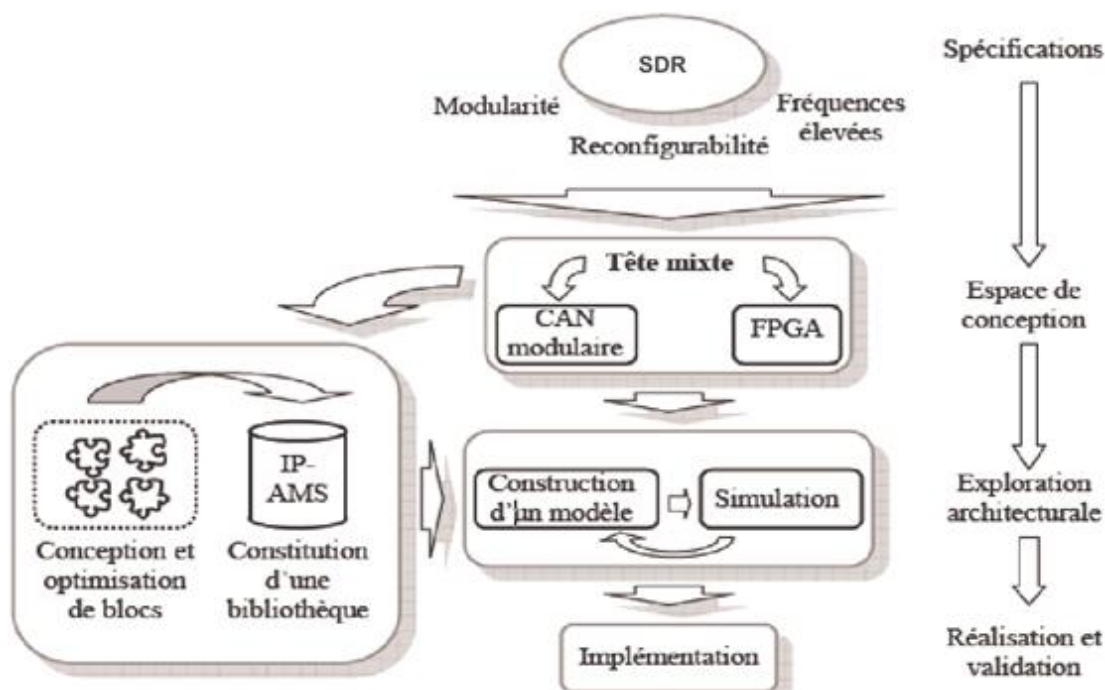 SDR
Spécifications
Modularité
Fréquences
élevées
Reconfigurabilité
Tête mixte
CAN
modulaire
FPGA
Espace de
conception
IP-
AMS
Conception et
optimisation
de blocs
Constitution
d'une
bibliothèque
Construction
d'un modèle
Simulation
Exploration
architecturale
Implémentation
Réalisation et
validation